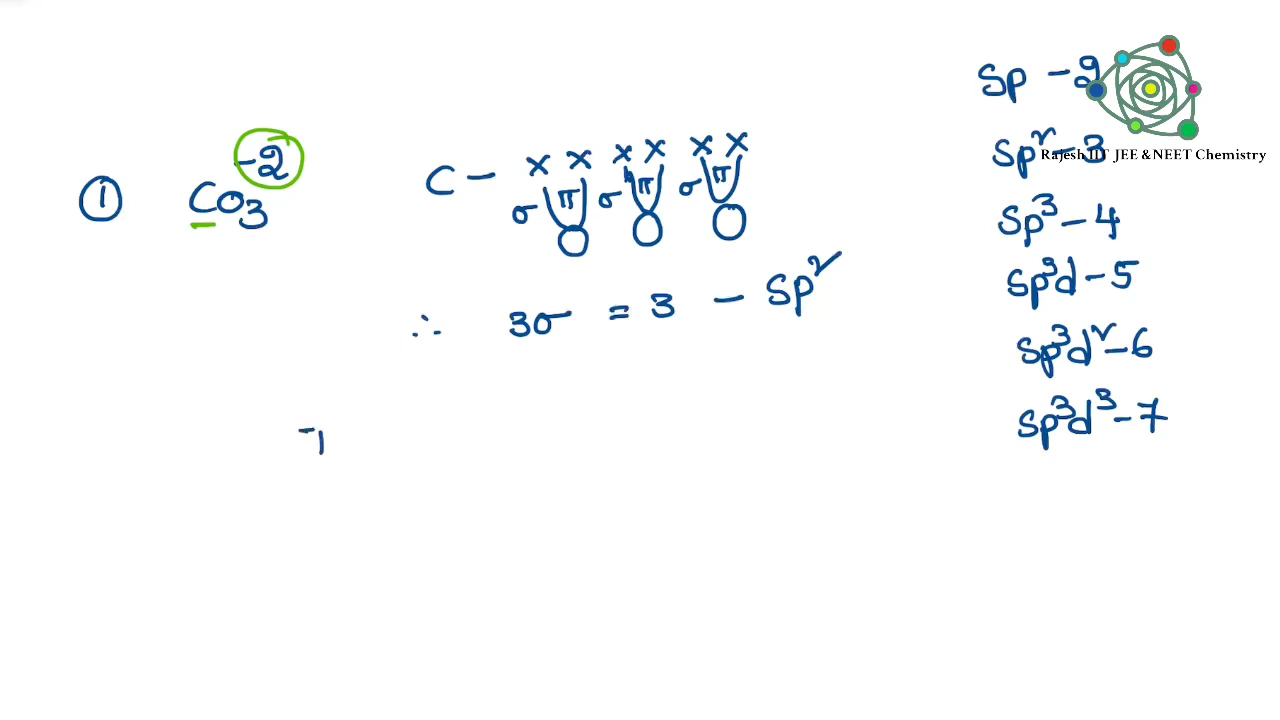 ① CO3 -2
C - x x x x x x
σ π σ π σ π
O O O
∴ 3σ = 3 - Sp²
Sp - 2
Sp² - 3
Sp³ - 4
Sp³d - 5
Sp³d² - 6
Sp³d³ - 7
Rajesh IIT JEE & NEET Chemistry